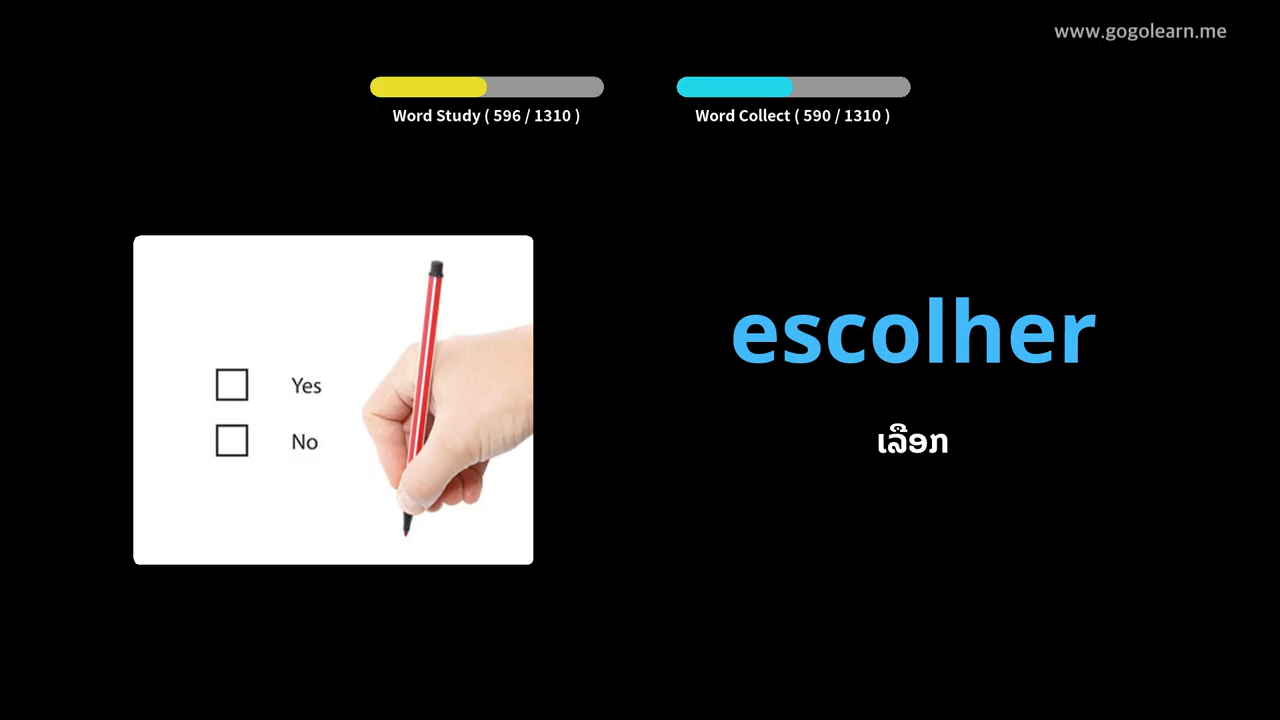 www.gogolearn.me
Word Study ( 596 / 1310 )
Word Collect ( 590 / 1310 )
Yes
No
escolher
ເລືອກ